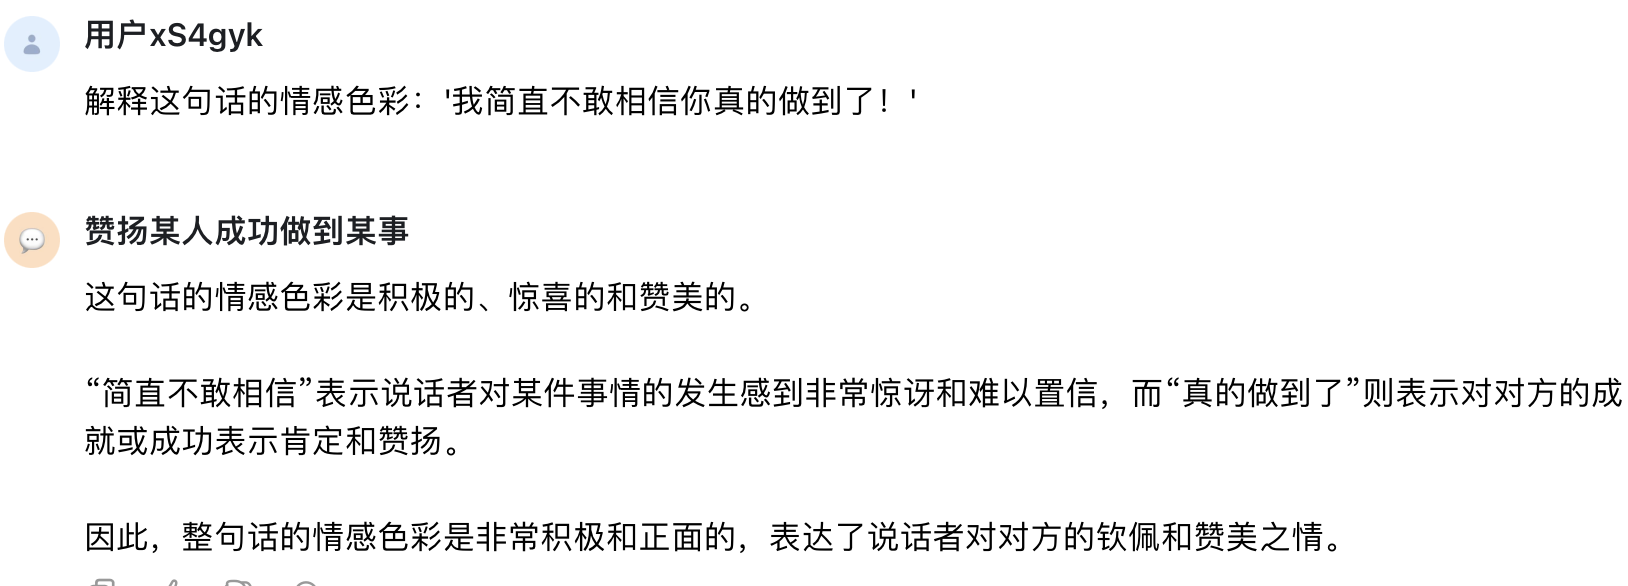 用户xS4gyk
解释这句话的情感色彩：'我简直不敢相信你真的做到了！'
赞扬某人成功做到某事
这句话的情感色彩是积极的、惊喜的和赞美的。
“简直不敢相信”表示说话者对某件事情的发生感到非常惊讶和难以置信，而“真的做到了”则表示对对方的成
就或成功表示肯定和赞扬。
因此，整句话的情感色彩是非常积极和正面的，表达了说话者对对方的钦佩和赞美之情。